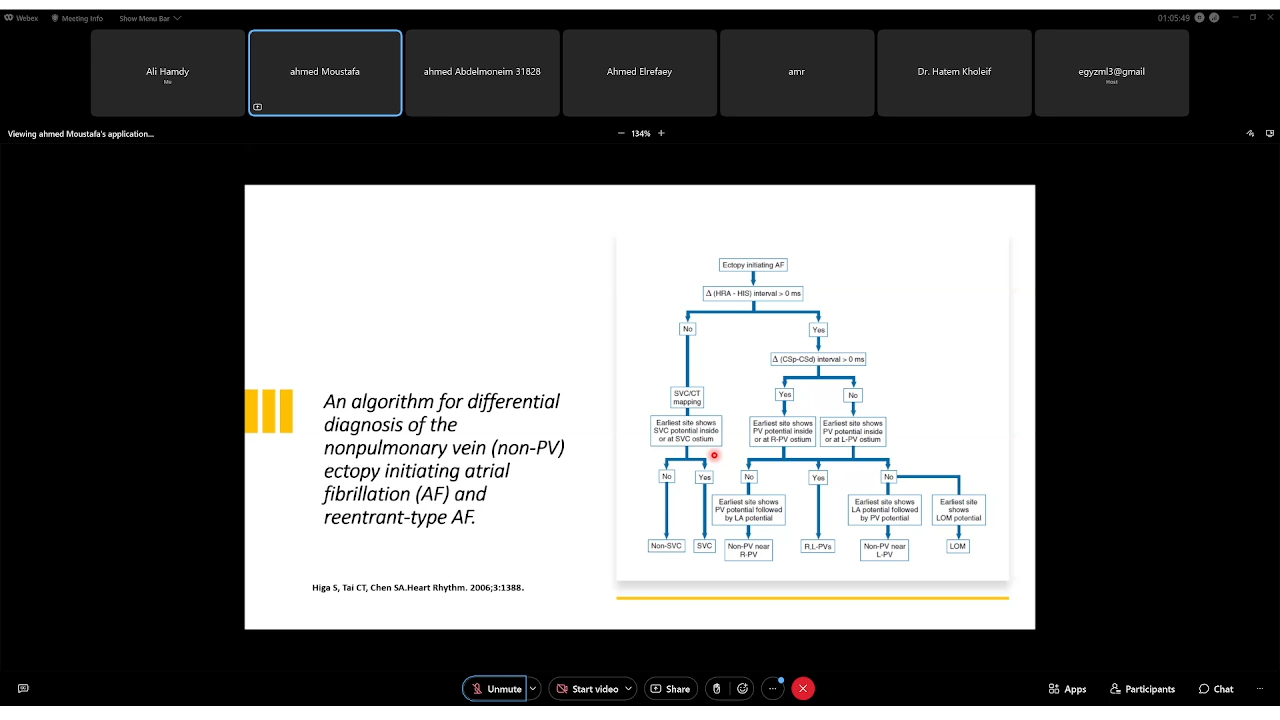 Webex
Meeting Info
Show Menu Bar
01:05:49
Ali Hamdy
Me
ahmed Moustafa
ahmed Abdelmoneim 31828
Ahmed Elrefaey
amr
Dr. Hatem Kholeif
egyzml3@gmail
Host
Viewing ahmed Moustafa's application...
134%
An algorithm for differential
diagnosis of the
nonpulmonary vein (non-PV)
ectopy initiating atrial
fibrillation (AF) and
reentrant-type AF.
Higa S, Tai CT, Chen SA.Heart Rhythm. 2006;3:1388.
Ectopy initiating AF
Δ (HRA - HIS) interval > 0 ms
No
Yes
Δ (CSp-CSd) interval > 0 ms
Yes
No
SVC/CT
mapping
Earliest site shows
SVC potential inside
or at SVC ostium
Earliest site shows
PV potential inside
or at R-PV ostium
Earliest site shows
PV potential inside
or at L-PV ostium
No
Yes
No
Yes
No
Earliest site shows
PV potential followed
by LA potential
Earliest site shows
LA potential followed
by PV potential
Earliest site
shows
LOM potential
Non-SVC
SVC
Non-PV near
R-PV
R,L-PVs
Non-PV near
L-PV
LOM
Unmute
Start video
Share
Apps
Participants
Chat